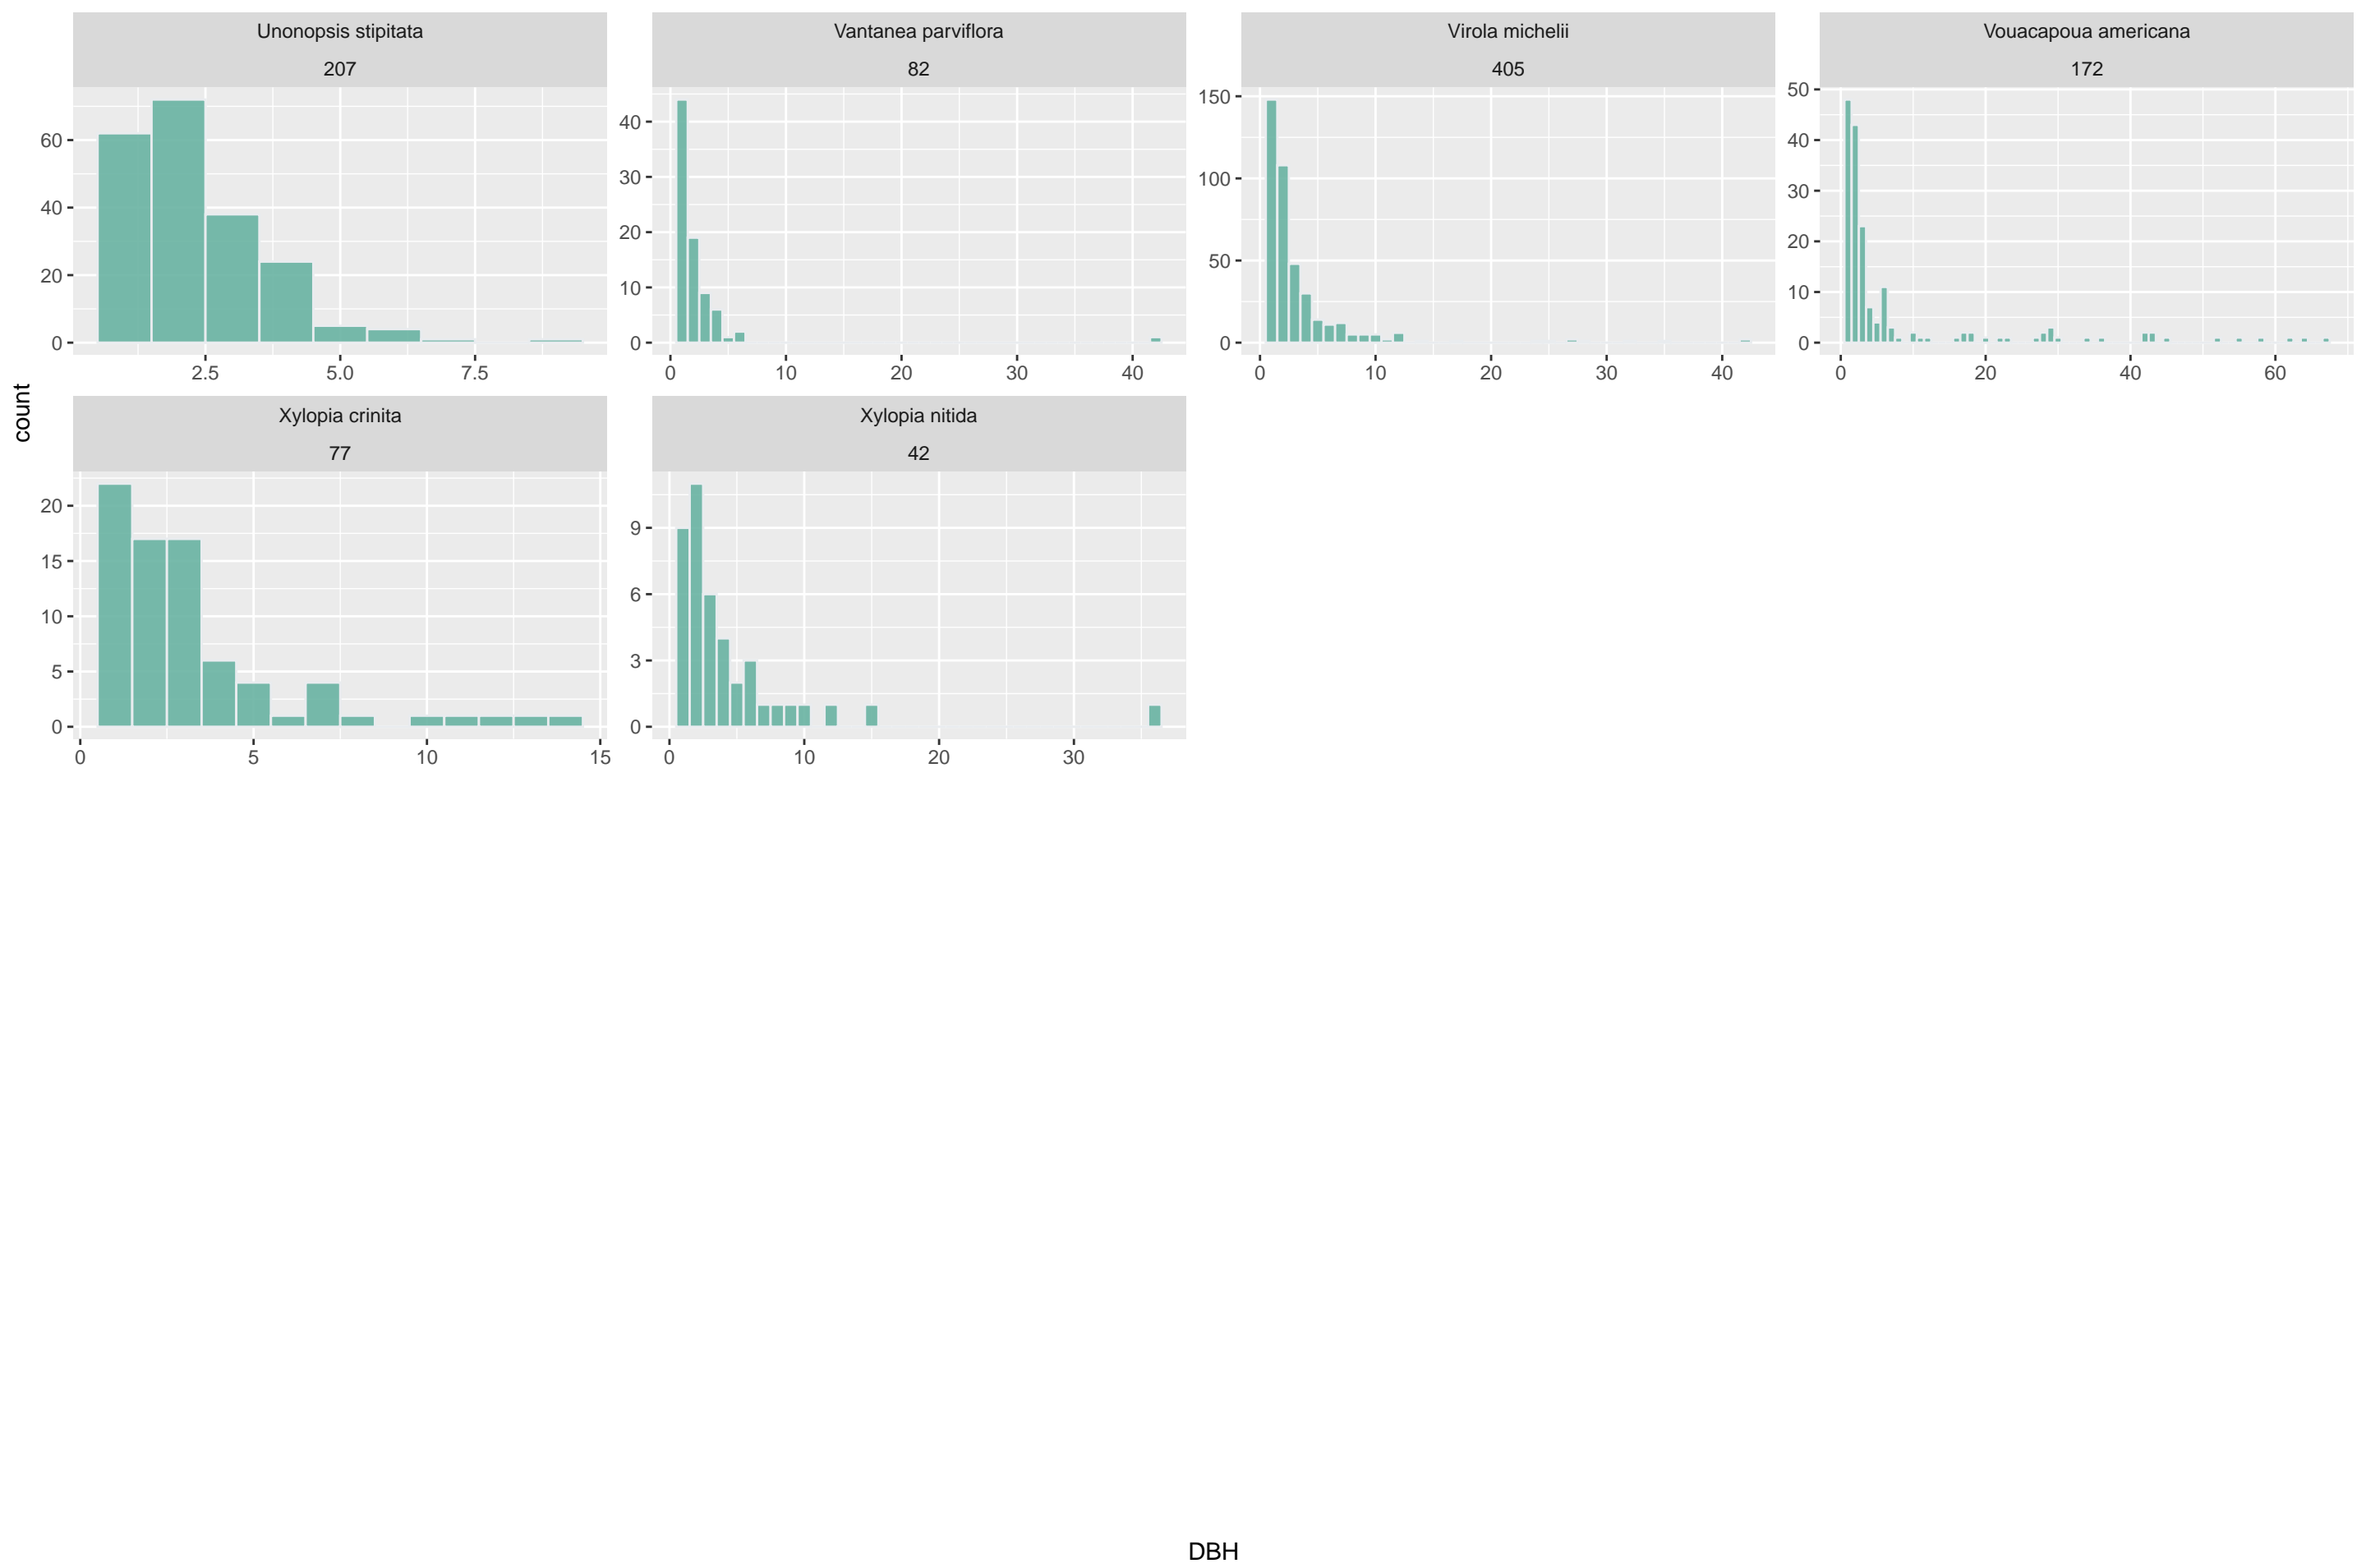 Unonopsis stipitata
207
Vantanea parviflora
82
Virola michelii
405
Vouacapoua americana
172
60
40
20
0
2.5 5.0 7.5
40
30
20
10
0
0 10 20 30 40
150
100
50
0
0 10 20 30 40
50
40
30
20
10
0
0 20 40 60
count
Xylopia crinita
77
Xylopia nitida
42
20
15
10
5
0
0 5 10 15
9
6
3
0
0 10 20 30
DBH